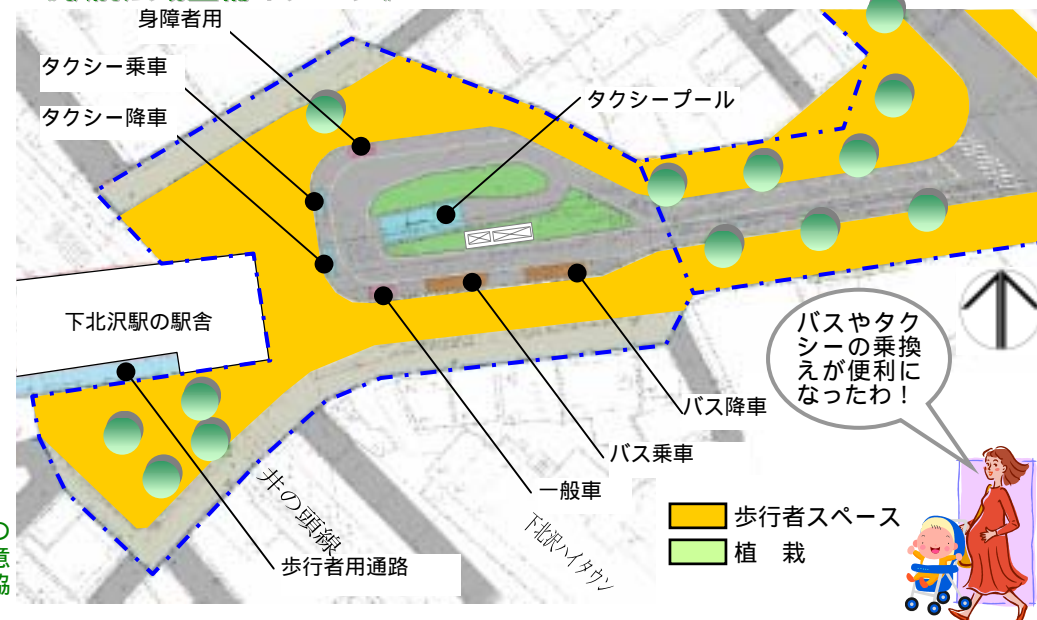 身障者用
タクシー乗車
タクシー降車
タクシープール
下北沢駅の駅舎
バスやタク
シーの乗換
えが便利に
なったわ！
バス降車
バス乗車
一般車
井の頭線
下北沢ハイタウン
歩行者用通路
歩行者スペース
植　栽
の
意
協